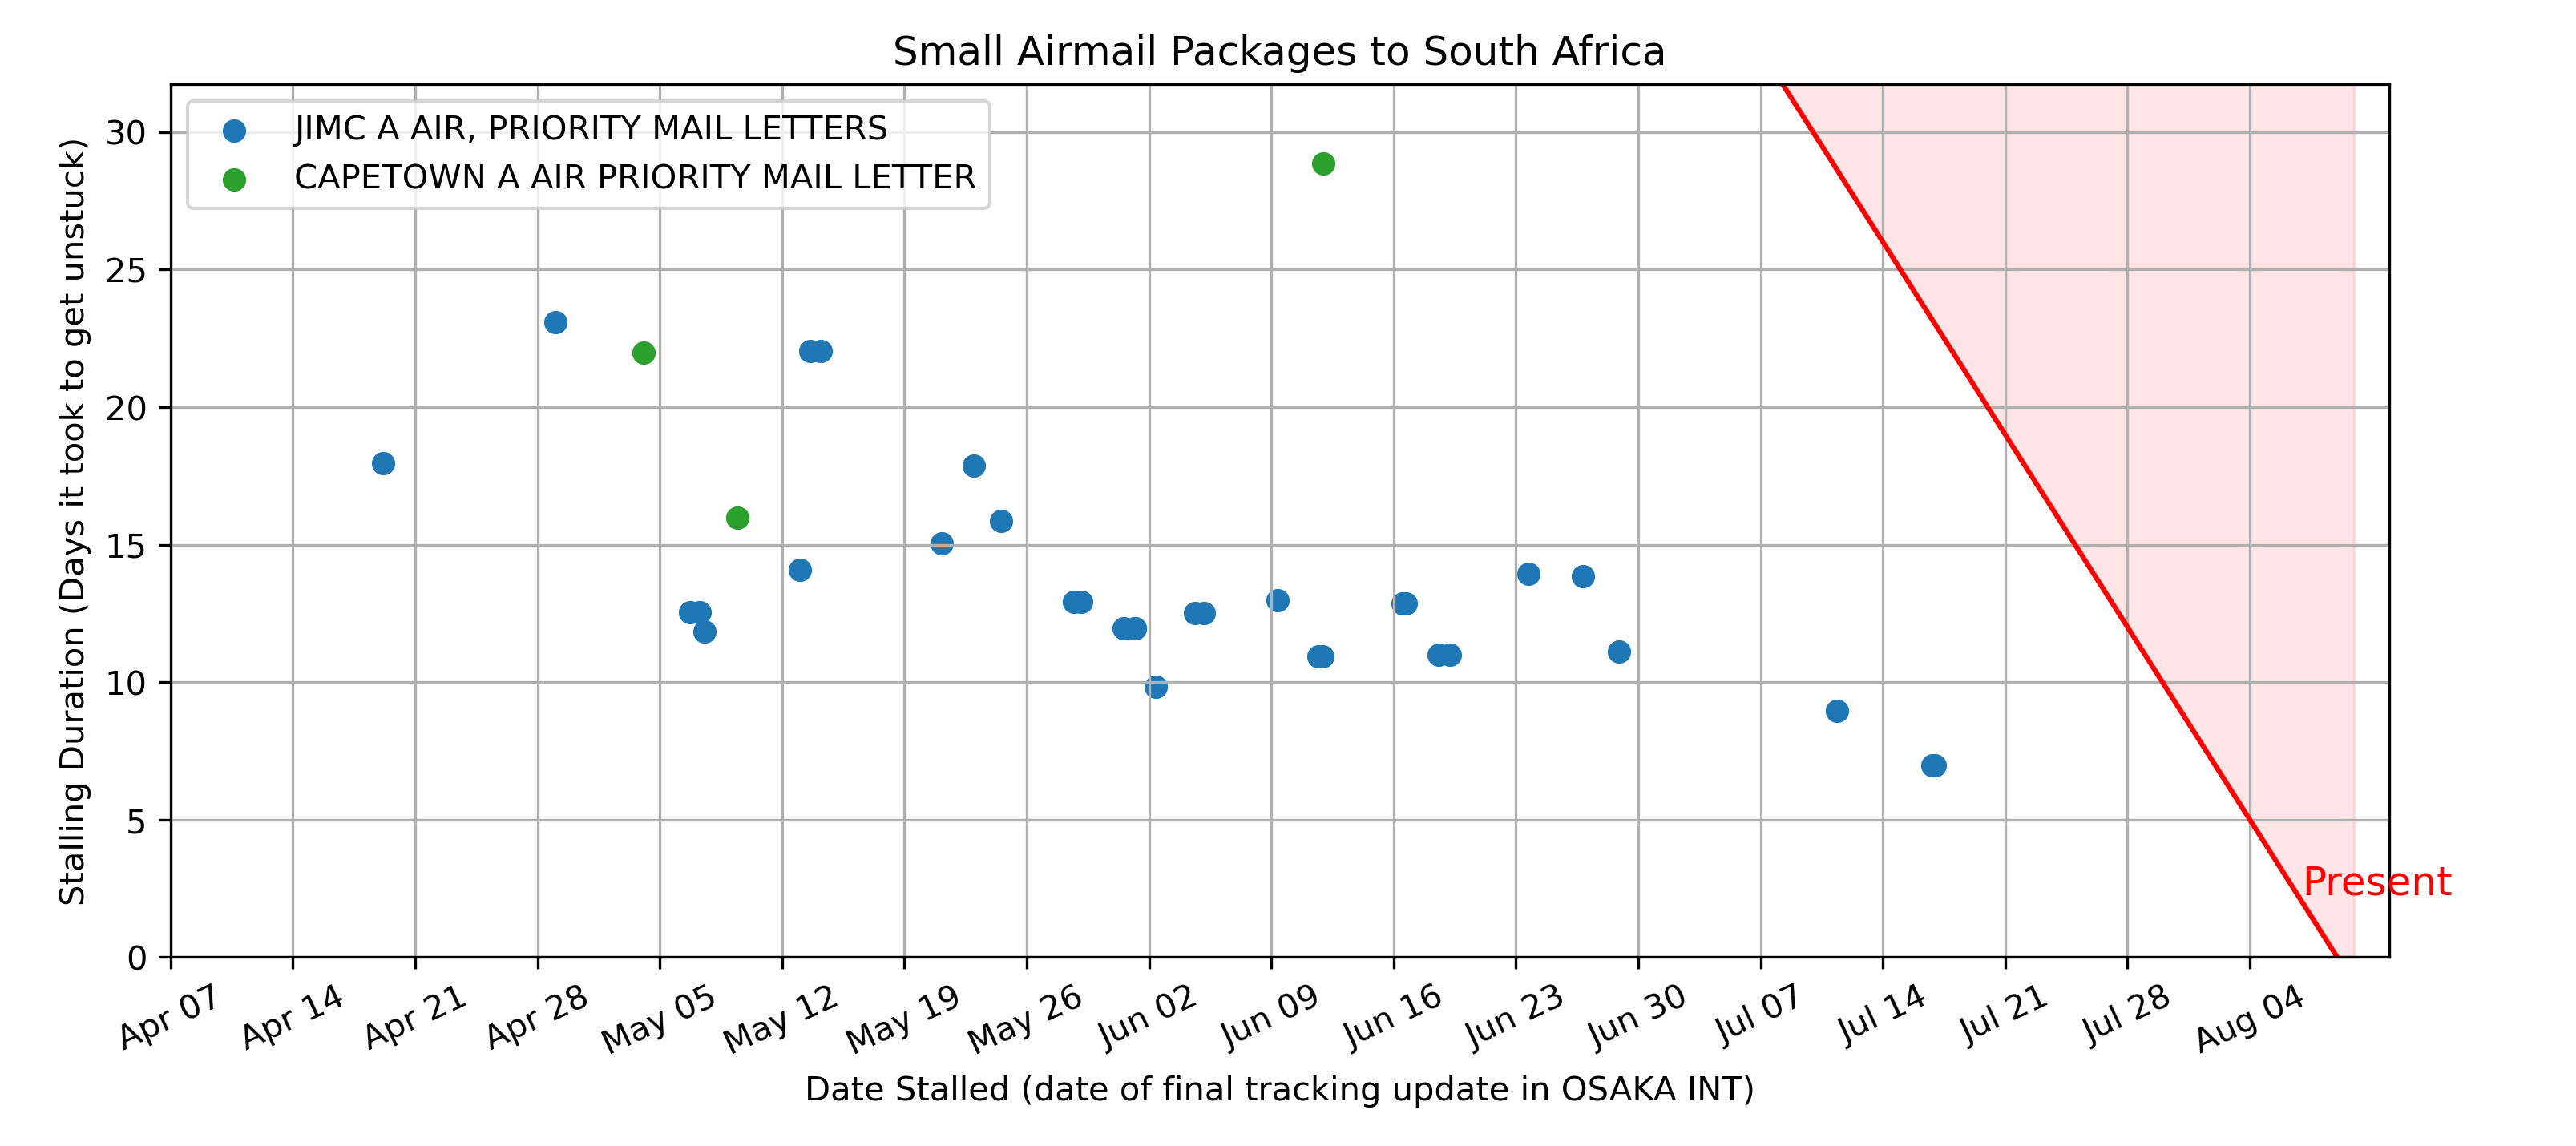 Small Airmail Packages to South Africa
JIMC A AIR, PRIORITY MAIL LETTERS
CAPETOWN A AIR PRIORITY MAIL LETTER
Stalling Duration (Days it took to get unstuck)
30
25
20
15
10
5
0
Present
Apr 07
Apr 14
Apr 21
Apr 28
May 05
May 12
May 19
May 26
Jun 02
Jun 09
Jun 16
Jun 23
Jun 30
Jul 07
Jul 14
Jul 21
Jul 28
Aug 04
Date Stalled (date of final tracking update in OSAKA INT)